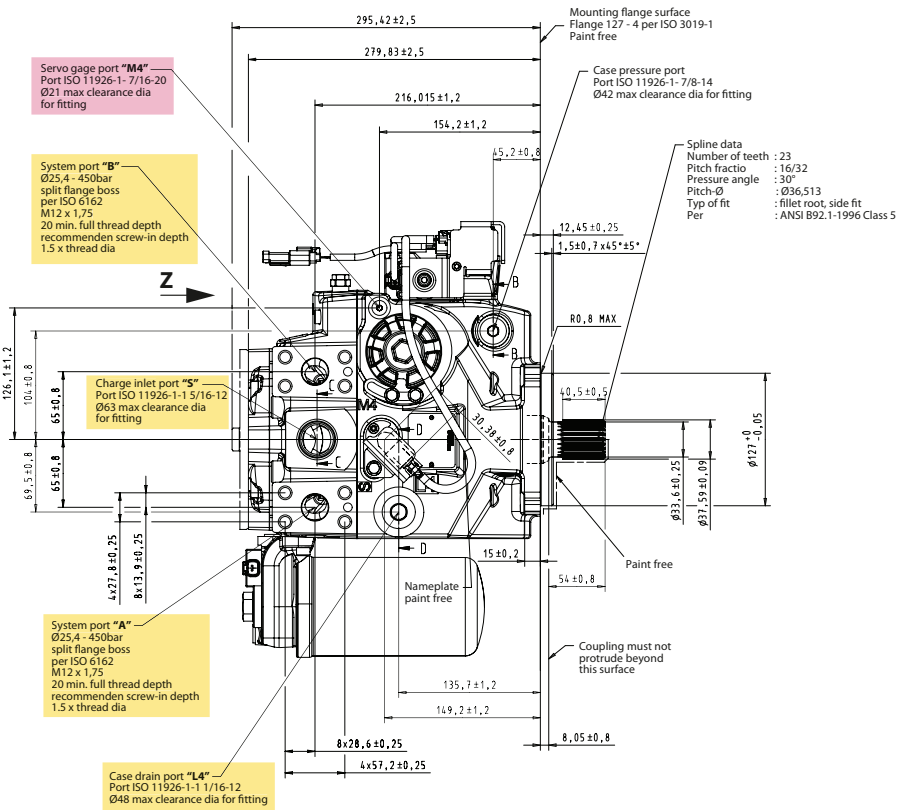 295,42±2,5
Mounting flange surface
Flange 127 - 4 per ISO 3019-1
Paint free
279,83±2,5
Servo gage port "M4"
Port ISO 11926-1- 7/16-20
Ø21 max clearance dia
for fitting
216,015±1,2
Case pressure port
Port ISO 11926-1- 7/8-14
Ø42 max clearance dia for fitting
154,2±1,2
45,2±0,8
Spline data
Number of teeth : 23
Pitch fractio : 16/32
Pressure angle : 30°
Pitch-Ø : Ø36,513
Typ of fit : fillet root, side fit
Per : ANSI B92.1-1996 Class 5
System port "B"
Ø25,4 - 450bar
split flange boss
per ISO 6162
M12 x 1,75
20 min. full thread depth
recommenden screw-in depth
1.5 x thread dia
12,45±0,25
1,5±0,7 x45°±5°
Z
B
R0,8 MAX
B
126,1±1,2
104±0,8
65±0,8
Charge inlet port "S"
Port ISO 11926-1-1 5/16-12
Ø63 max clearance dia
for fitting
C
M4
40,5±0,5
30,38±0,8
D
C
Ø127 +0 -0,05
Ø33,6±0,25
Ø37,59±0,09
69,5±0,8
65±0,8
4x27,8±0,25
8x13,9±0,25
D
15±0,2
Paint free
Nameplate
paint free
54±0,8
System port "A"
Ø25,4 - 450bar
split flange boss
per ISO 6162
M12 x 1,75
20 min. full thread depth
recommenden screw-in depth
1.5 x thread dia
Coupling must not
protrude beyond
this surface
135,7±1,2
149,2±1,2
8x28,6±0,25
8,05±0,8
4x57,2±0,25
Case drain port "L4"
Port ISO 11926-1-1 1/16-12
Ø48 max clearance dia for fitting